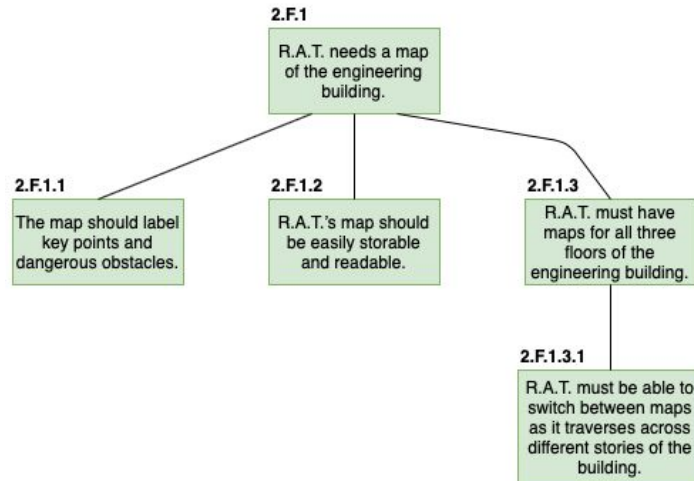 2.F.1
R.A.T. needs a map
of the engineering
building.
2.F.1.1
The map should label
key points and
dangerous obstacles.
2.F.1.2
R.A.T.'s map should
be easily storable
and readable.
2.F.1.3
R.A.T. must have
maps for all three
floors of the
engineering building.
2.F.1.3.1
R.A.T. must be able to
switch between maps
as it traverses across
different stories of the
building.